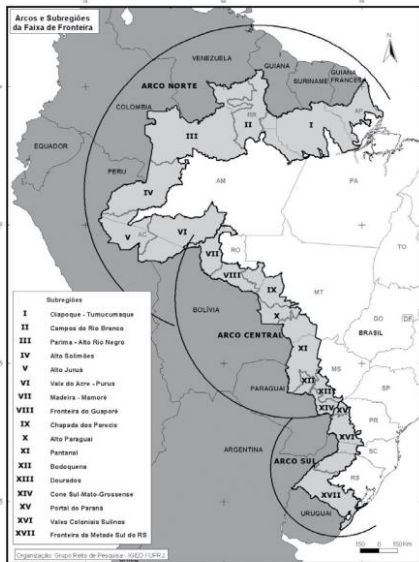 Arcos e Subregiões
da Faixa de Fronteira
N
VENEZUELA
GUIANA
SURINAME
GUIANA
FRANCESA
ARCO NORTE
COLOMBIA
RR
AP
I
II
III
EQUADOR
PERU
IV
AM
PA
V
AC
VI
VII
RO
VIII
TO
MT
IX
BOLÍVIA
X
GO
DF
BRASIL
ARCO CENTRAL
XI
MS
PARAGUAI
XII
XIII
SP
XIV
XV
PR
XVI
SC
ARGENTINA
ARCO SUL
RS
XVII
URUGUAI
Subregiões
I Oiapoque - Tumucumaque
II Campos do Rio Branco
III Parima - Alto Rio Negro
IV Alto Solimões
V Alto Juruá
VI Vale do Acre - Purus
VII Madeira - Mamoré
VIII Fronteira do Guaporé
IX Chapada dos Parecis
X Alto Paraguai
XI Pantanal
XII Bodoquena
XIII Dourados
XIV Cone Sul-Mato-Grossense
XV Portal do Paraná
XVI Vales Coloniais Sulinos
XVII Fronteira da Metade Sul do RS
Organização: Grupo Retis de Pesquisa - IGEO / UFRJ
150 0 150 Km